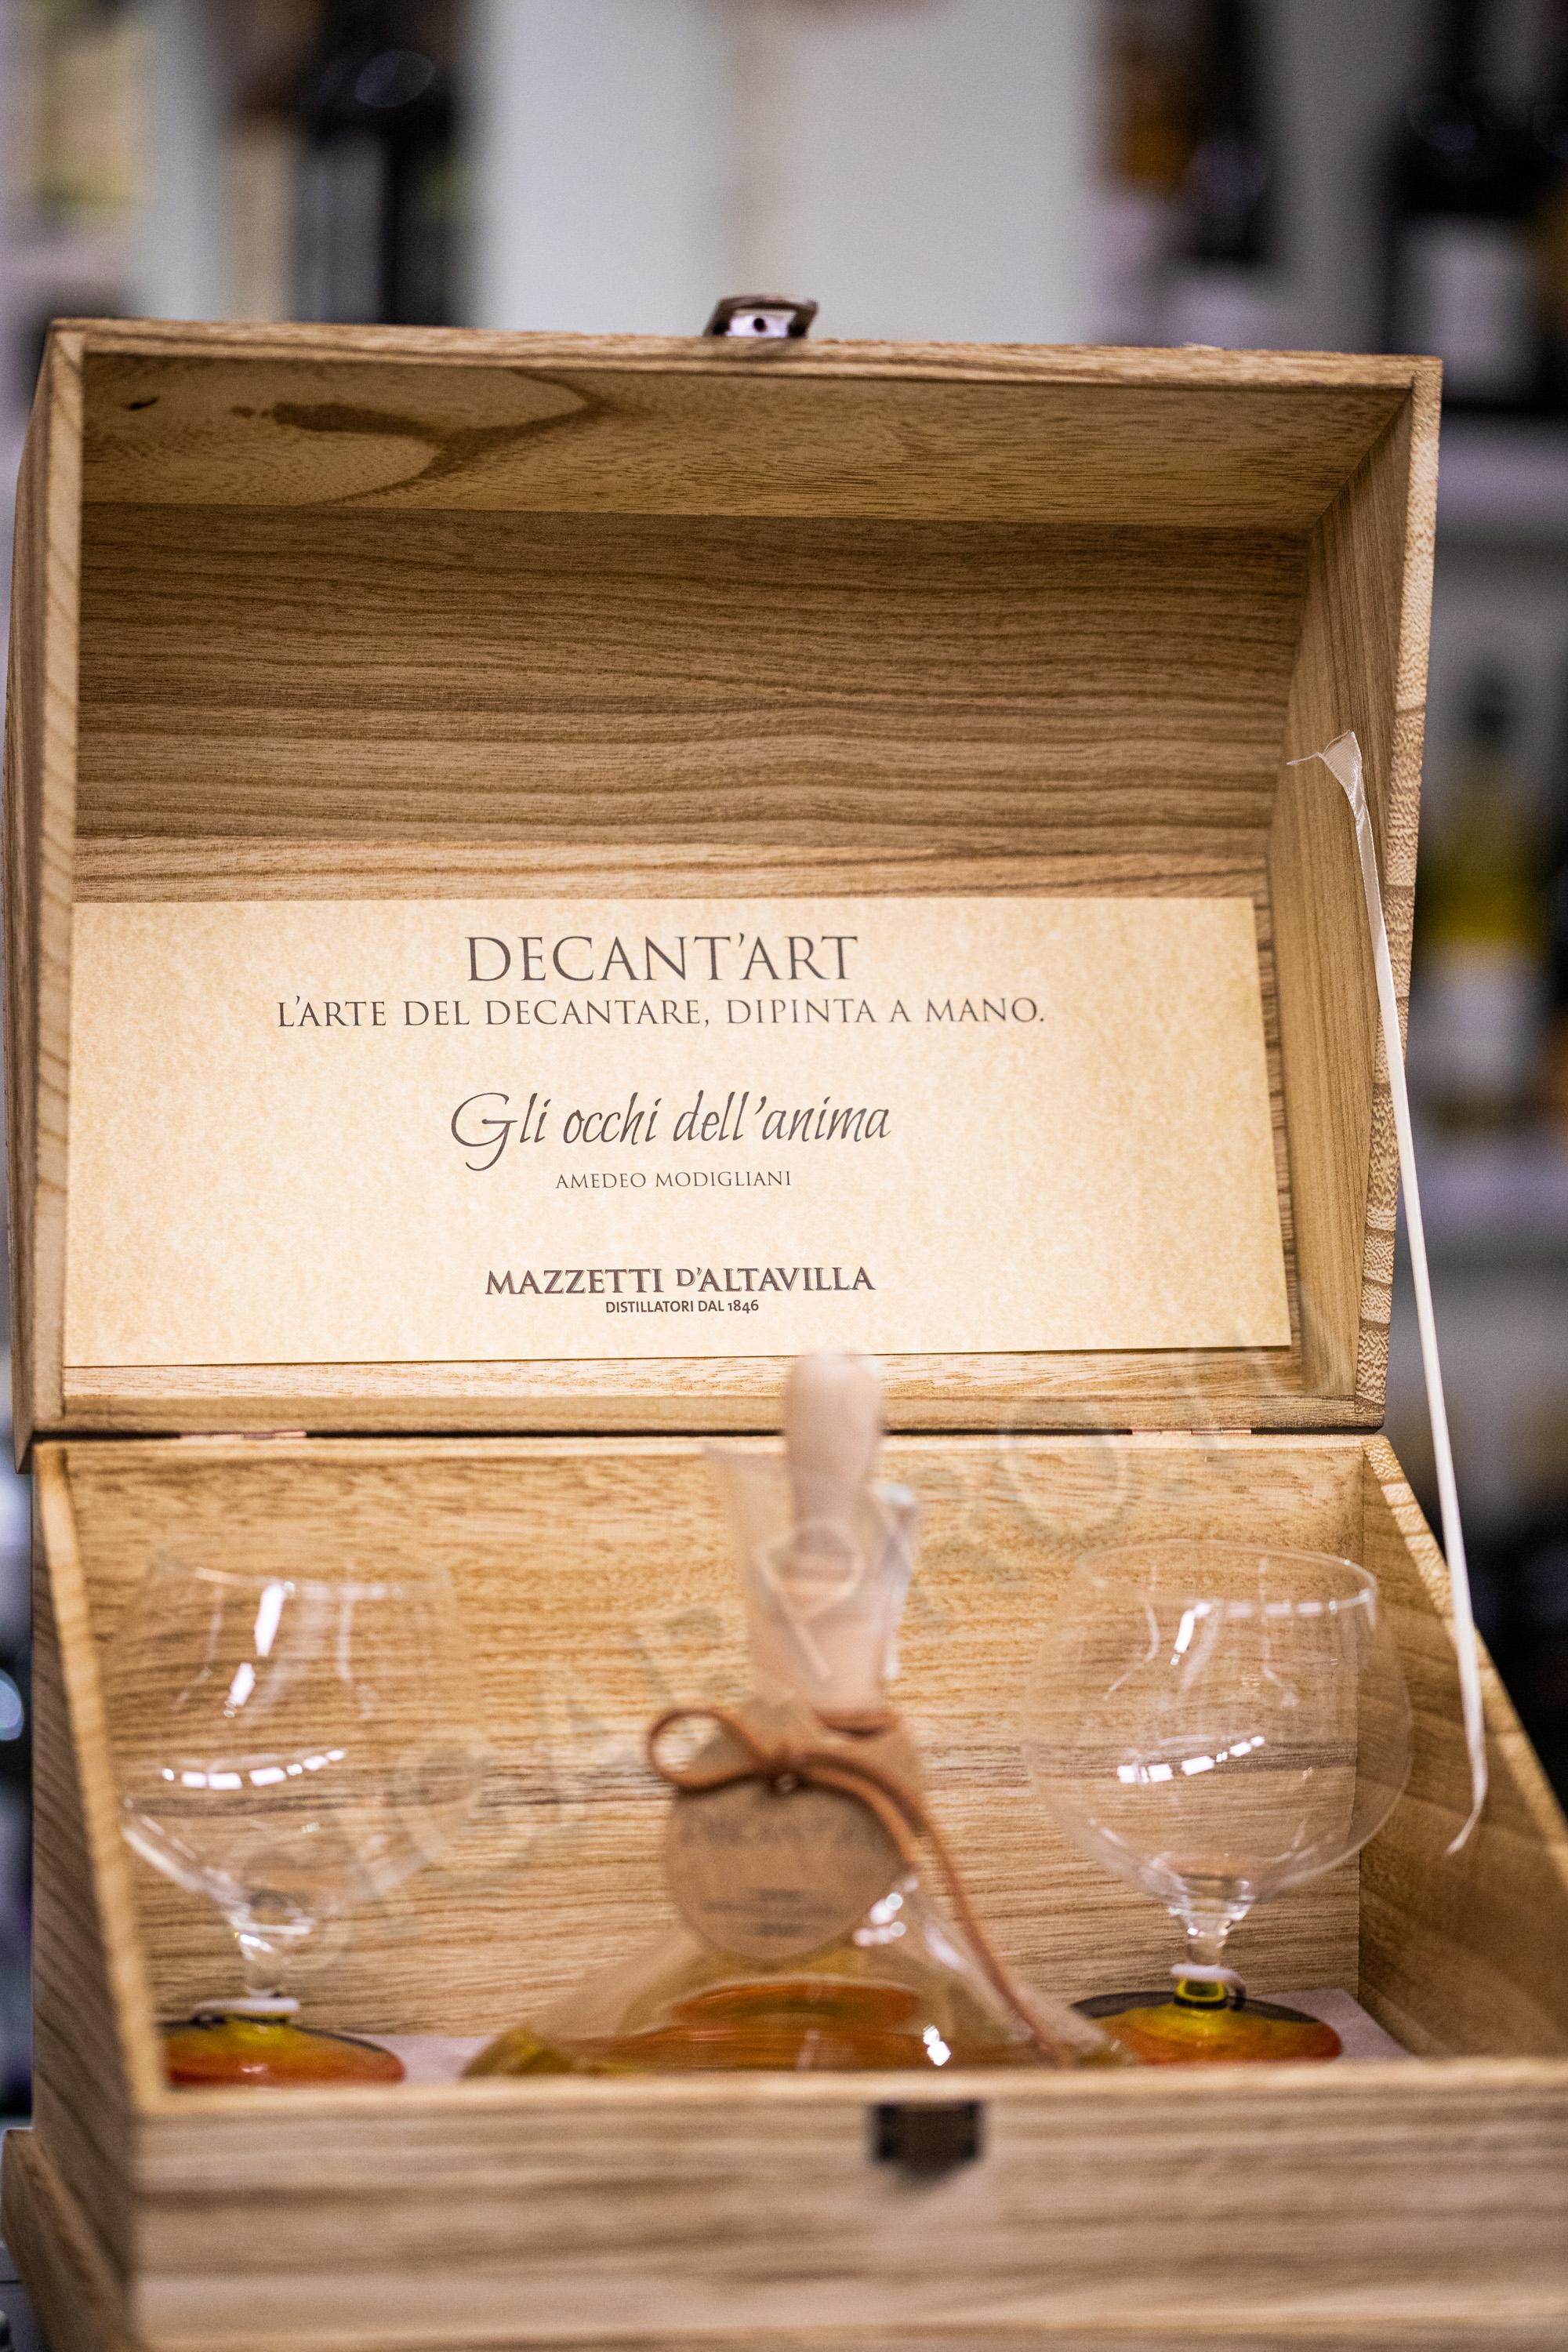 DECANT'ART
L'ARTE DEL DECANTARE, DIPINTA A MANO.
Gli occhi dell'anima
AMEDEO MODIGLIANI
MAZZETTI D'ALTAVILLA
DISTILLATORI DAL 1846